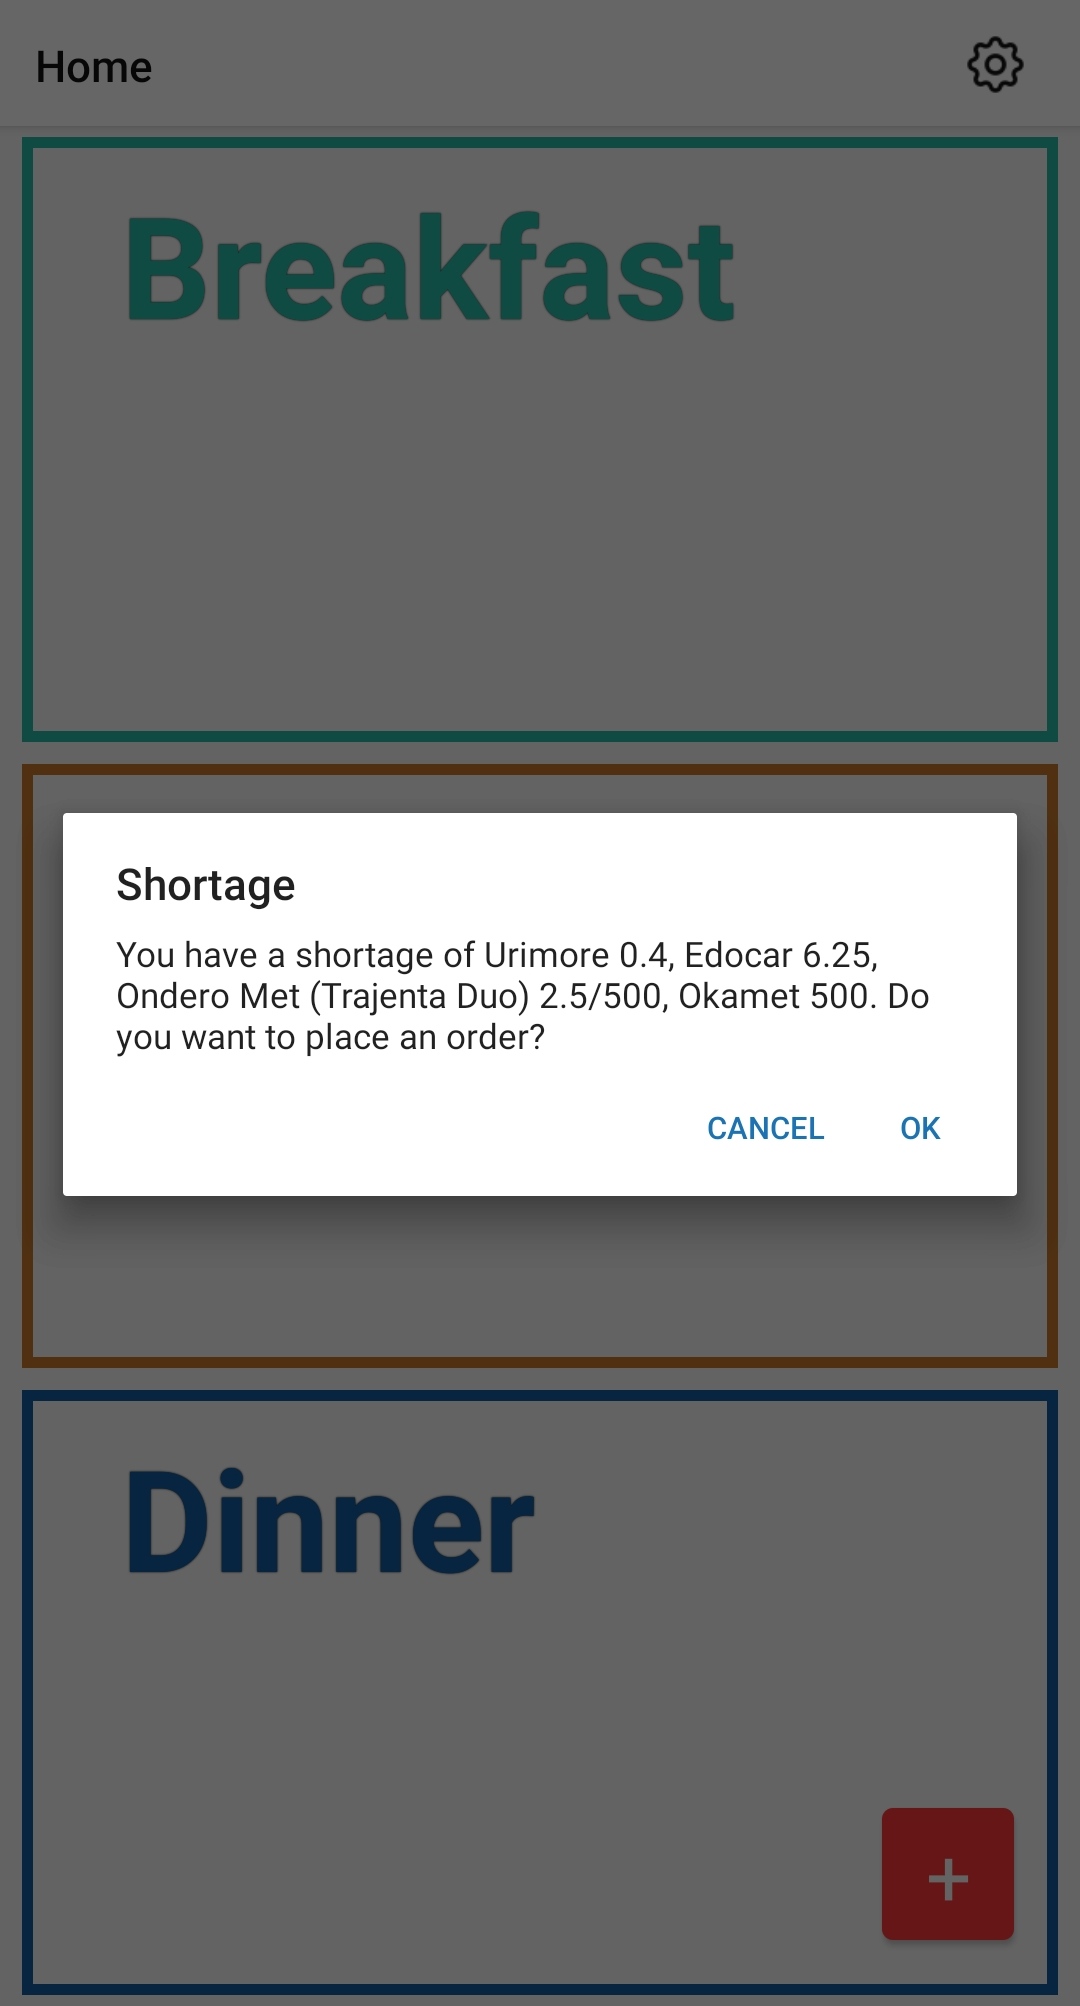 Home
Breakfast
Shortage
You have a shortage of Urimore 0.4, Edocar 6.25,
Ondero Met (Trajenta Duo) 2.5/500, Okamet 500. Do
you want to place an order?
CANCEL OK
Dinner
+